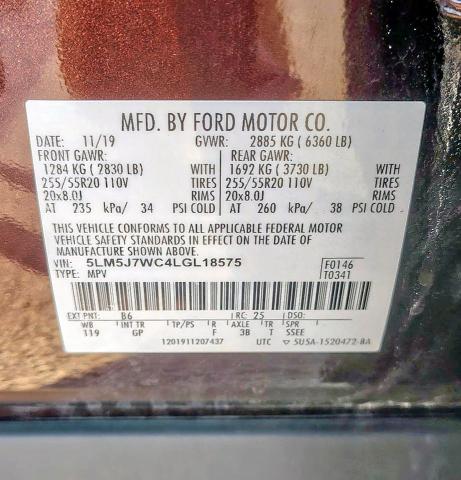 MFD. BY FORD MOTOR CO.
DATE: 11/19 GVWR: 2885 KG ( 6360 LB)
FRONT GAWR: REAR GAWR:
1284 KG ( 2830 LB) WITH 1692 KG ( 3730 LB) WITH
255/55R20 110V TIRES 255/55R20 110V TIRES
20x8.0J RIMS 20x8.0J RIMS
AT 235 kPa/ 34 PSI COLD AT 260 kPa/ 38 PSI COLD
THIS VEHICLE CONFORMS TO ALL APPLICABLE FEDERAL MOTOR
VEHICLE SAFETY STANDARDS IN EFFECT ON THE DATE OF
MANUFACTURE SHOWN ABOVE.
VIN: 5LM5J7WC4LGL18575 F0146
TYPE: MPV T0341
EXT PNT: B6 RC: 25 DSO:
WB INT TR TP/PS R AXLE TR SPR
119 GP F 3B T SSEE
1201911207437 UTC 5U5A-1520472-BA